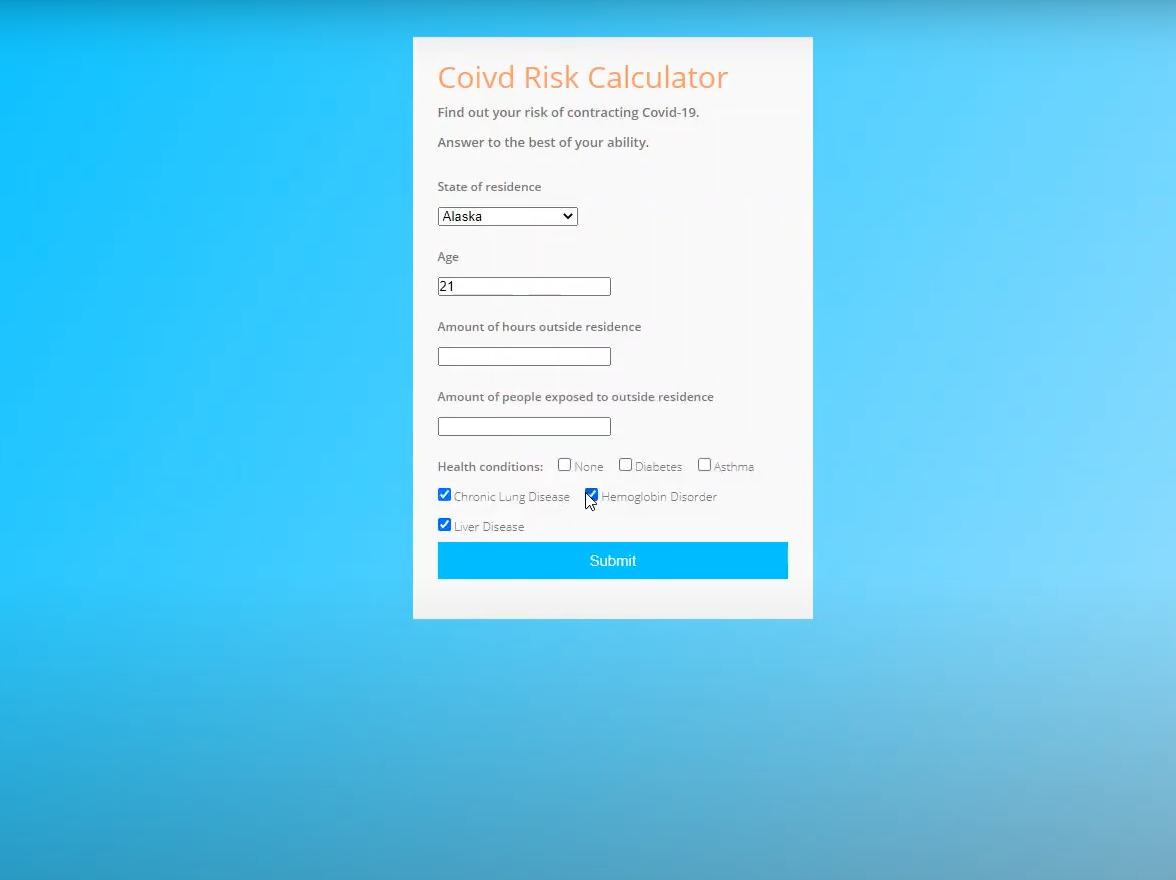 Coivd Risk Calculator
Find out your risk of contracting Covid-19.
Answer to the best of your ability.
State of residence
Alaska
Age
21
Amount of hours outside residence
Amount of people exposed to outside residence
Health conditions: None Diabetes Asthma
Chronic Lung Disease Hemoglobin Disorder
Liver Disease
Submit